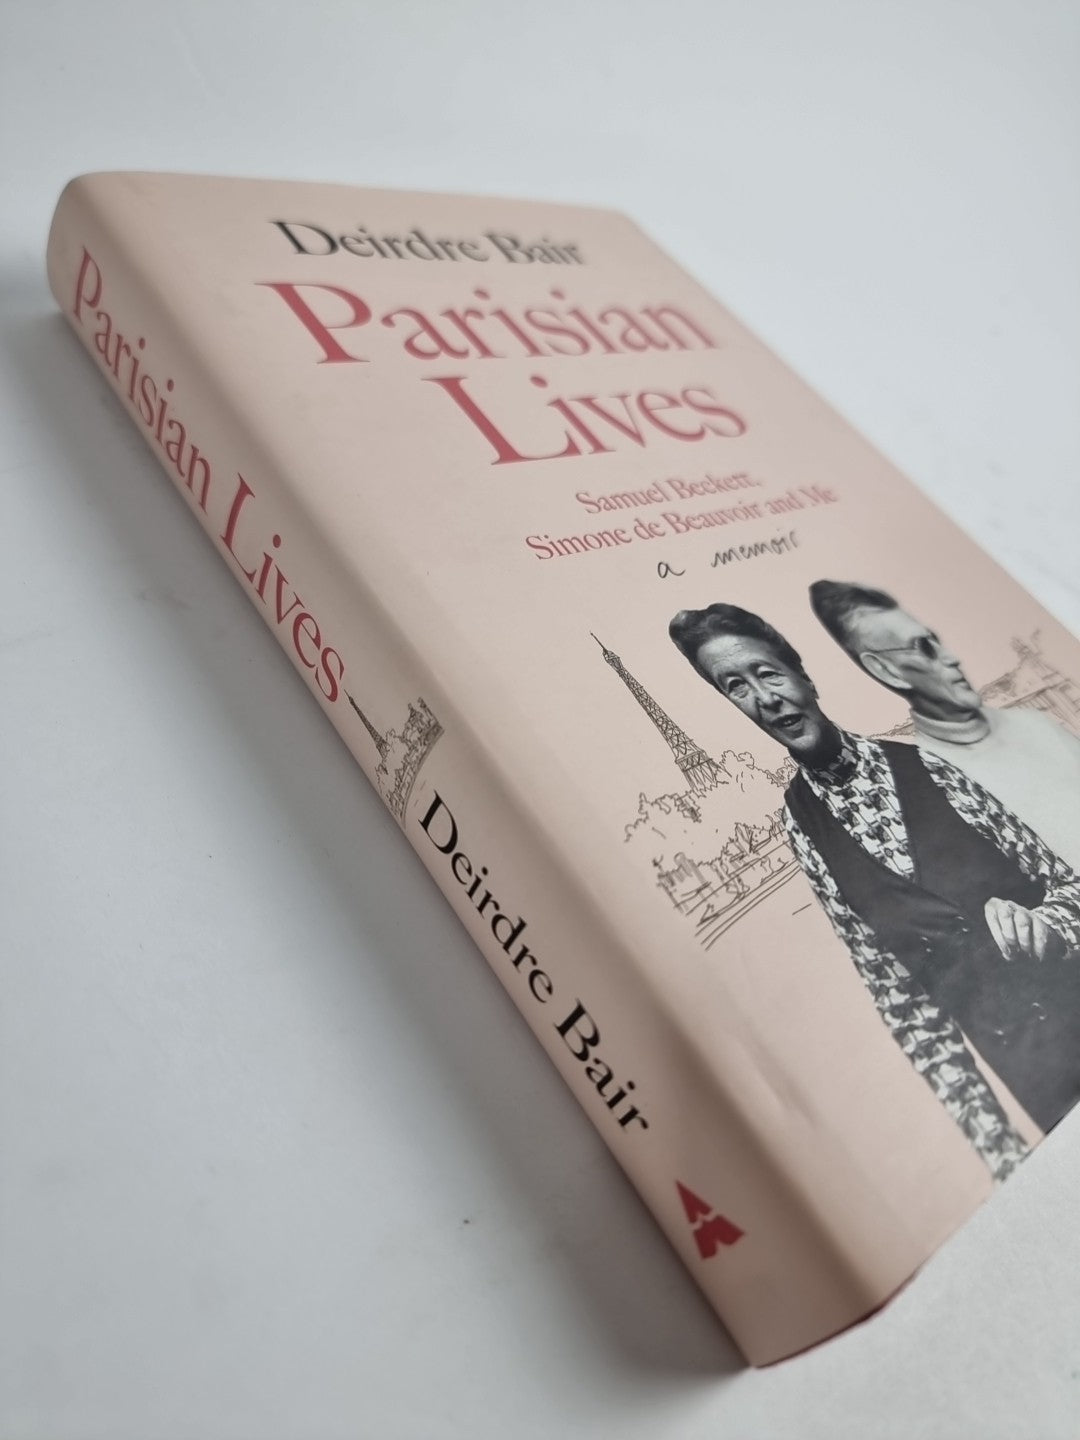 Deirdre Bair
Parisian
Lives
Samuel Beckett,
Simone de Beauvoir and Me
a memoir
Parisian Lives
Deirdre Bair